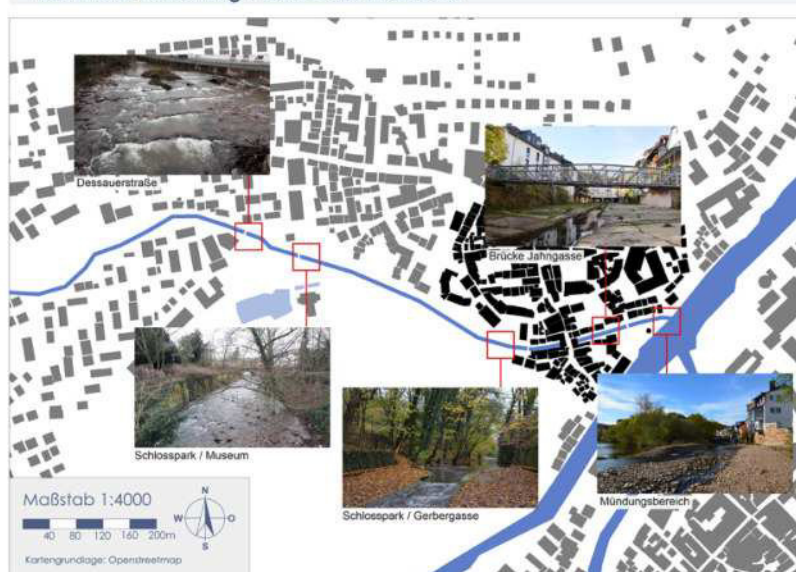 Dessauerstraße
Brücke Jahngasse
Schlosspark / Museum
Schlosspark / Gerbergasse
Mündungsbereich
Maßstab 1:4000
N
W
O
S
40 80 120 160 200m
Kartengrundlage: Openstreetmap